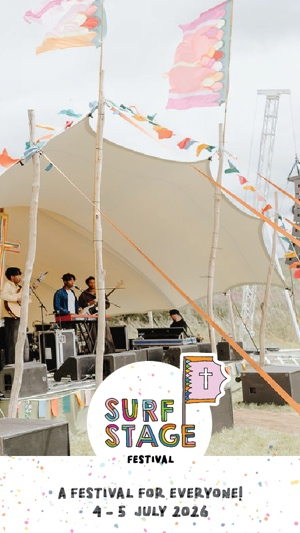 SURF
STAGE
FESTIVAL
A FESTIVAL FOR EVERYONE!
4 - 5 JULY 2026